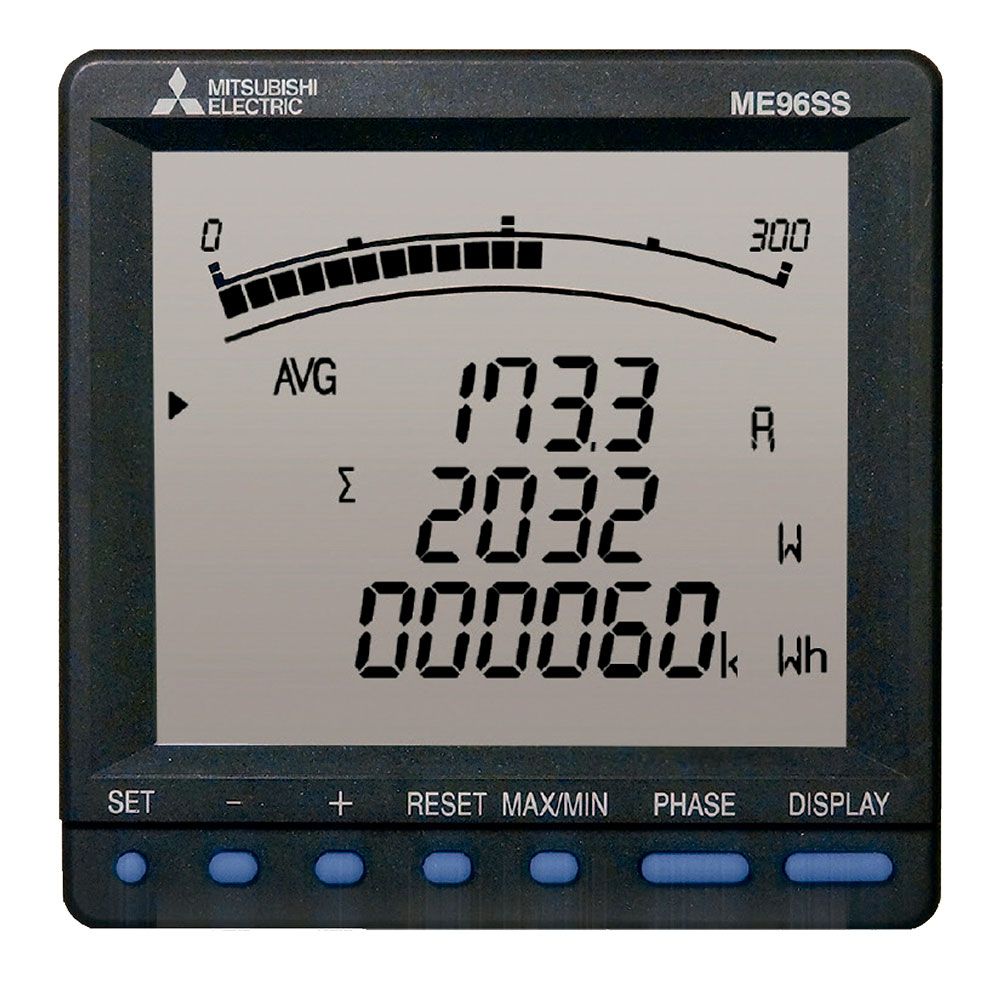 MITSUBISHI
ELECTRIC
ME96SS
0 300
AVG 173.3 A
Σ 2032 W
000060 k Wh
SET - + RESET MAX/MIN PHASE DISPLAY